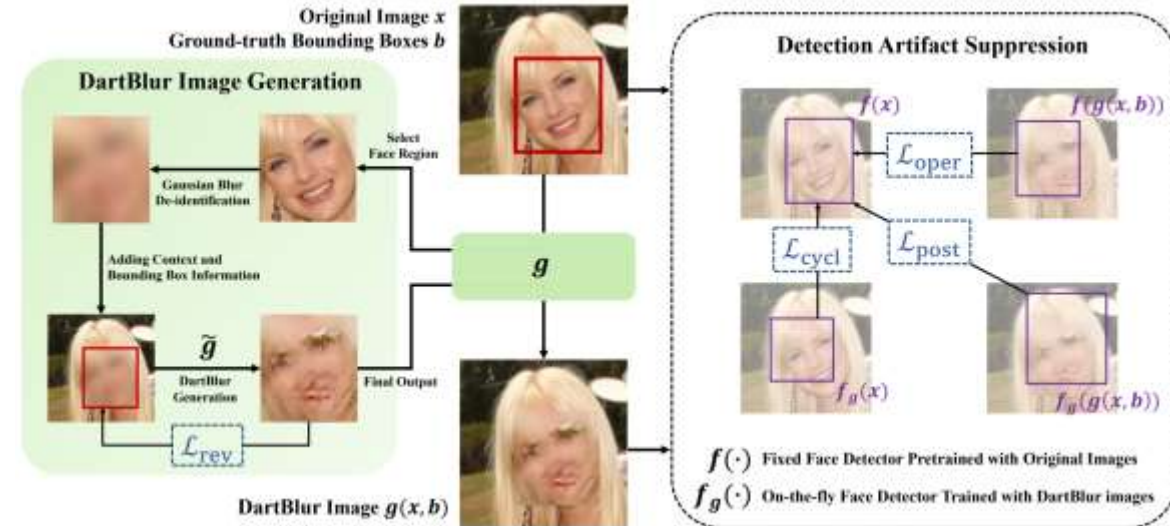 Original Image x
Ground-truth Bounding Boxes b
DartBlur Image Generation
Select
Face Region
Gaussian Blur
De-identification
Adding Context and
Bounding Box Information
g̃
DartBlur
Generation
Final Output
ℒrev
g
DartBlur Image g(x, b)
Detection Artifact Suppression
f(x)
f(g(x, b))
ℒoper
ℒcycl
ℒpost
fg(x)
fg(g(x, b))
f(·) Fixed Face Detector Pretrained with Original Images
fg(·) On-the-fly Face Detector Trained with DartBlur images